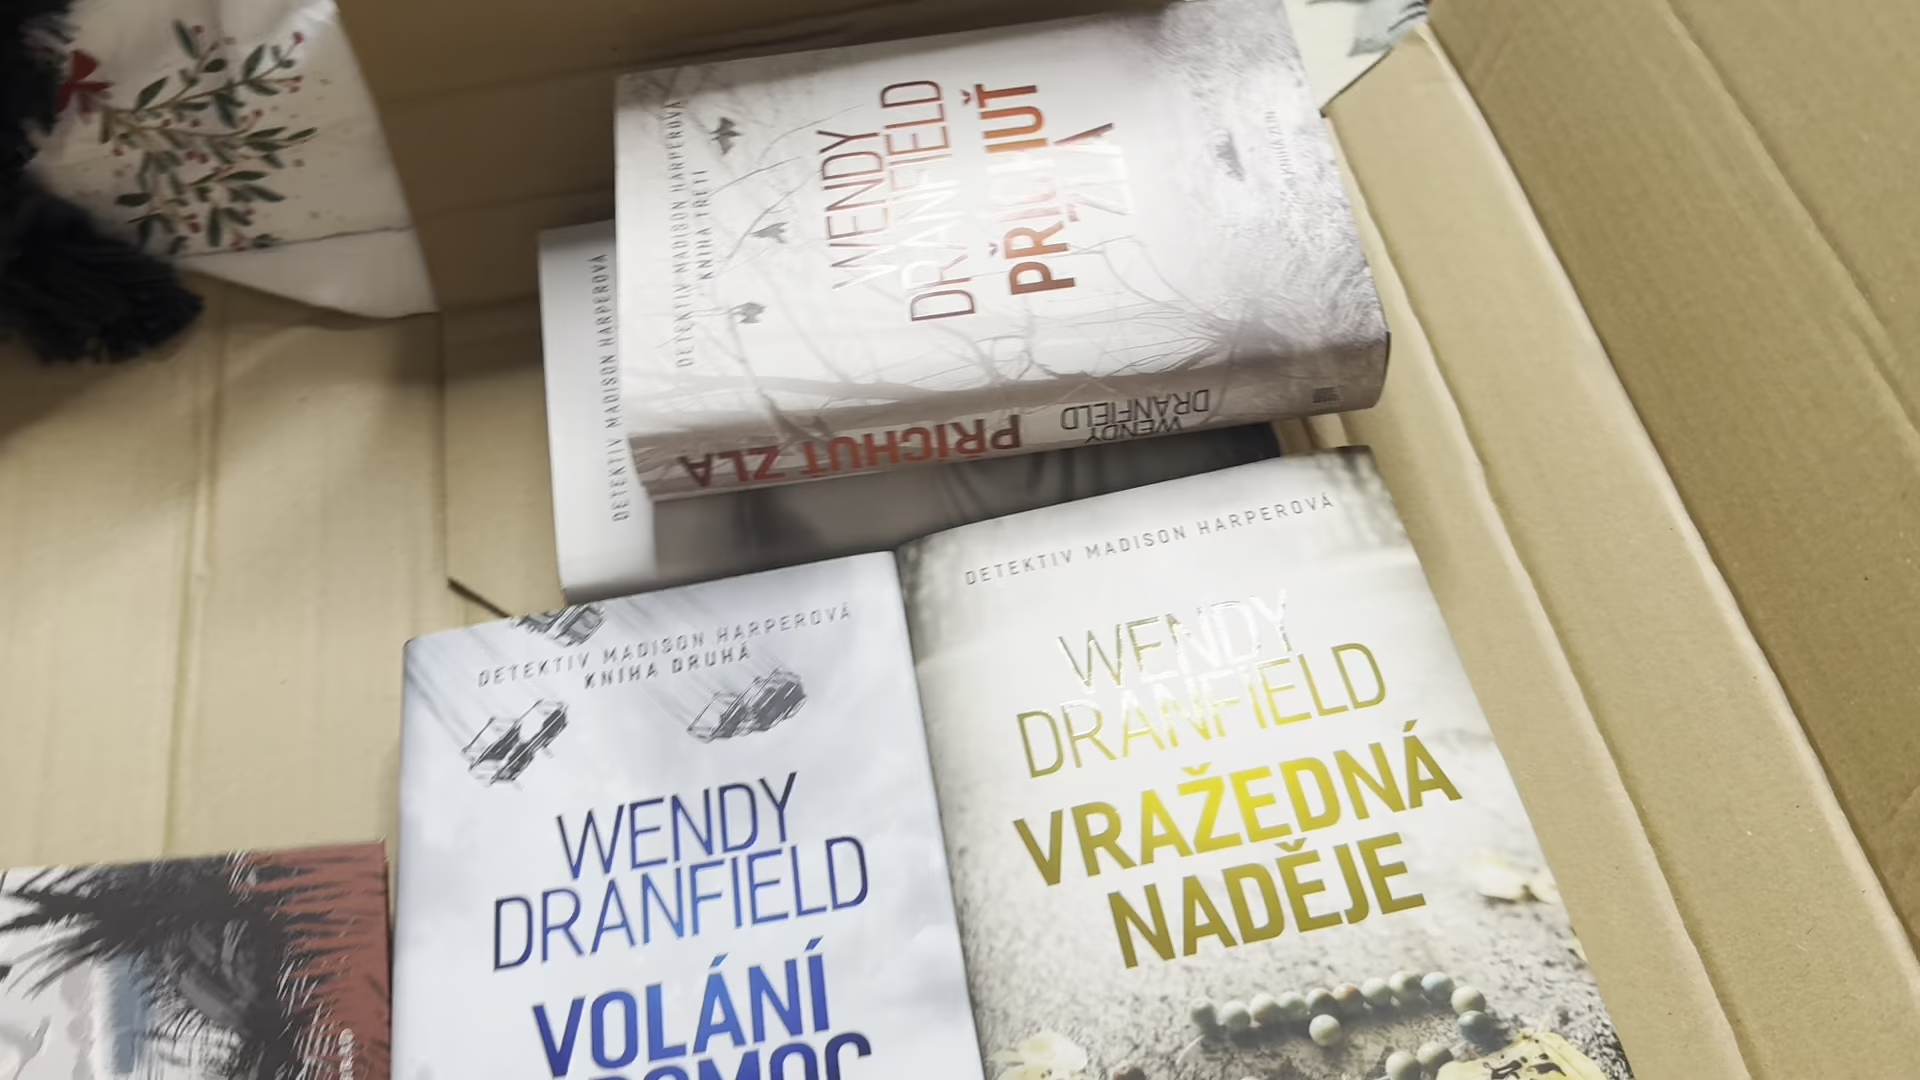 DETEKTIV MADISON HARPEROVÁ
KNIHA TŘETÍ
WENDY
DRANFIELD
PŘÍCHUŤ
ZLA
PŘÍCHUŤ ZLA
WENDY
DRANFIELD
DETEKTIV MADISON HARPEROVÁ
DETEKTIV MADISON HARPEROVÁ
KNIHA DRUHÁ
WENDY
DRANFIELD
VOLÁNÍ
DETEKTIV MADISON HARPEROVÁ
WENDY
DRANFIELD
VRAŽEDNÁ
NADĚJE